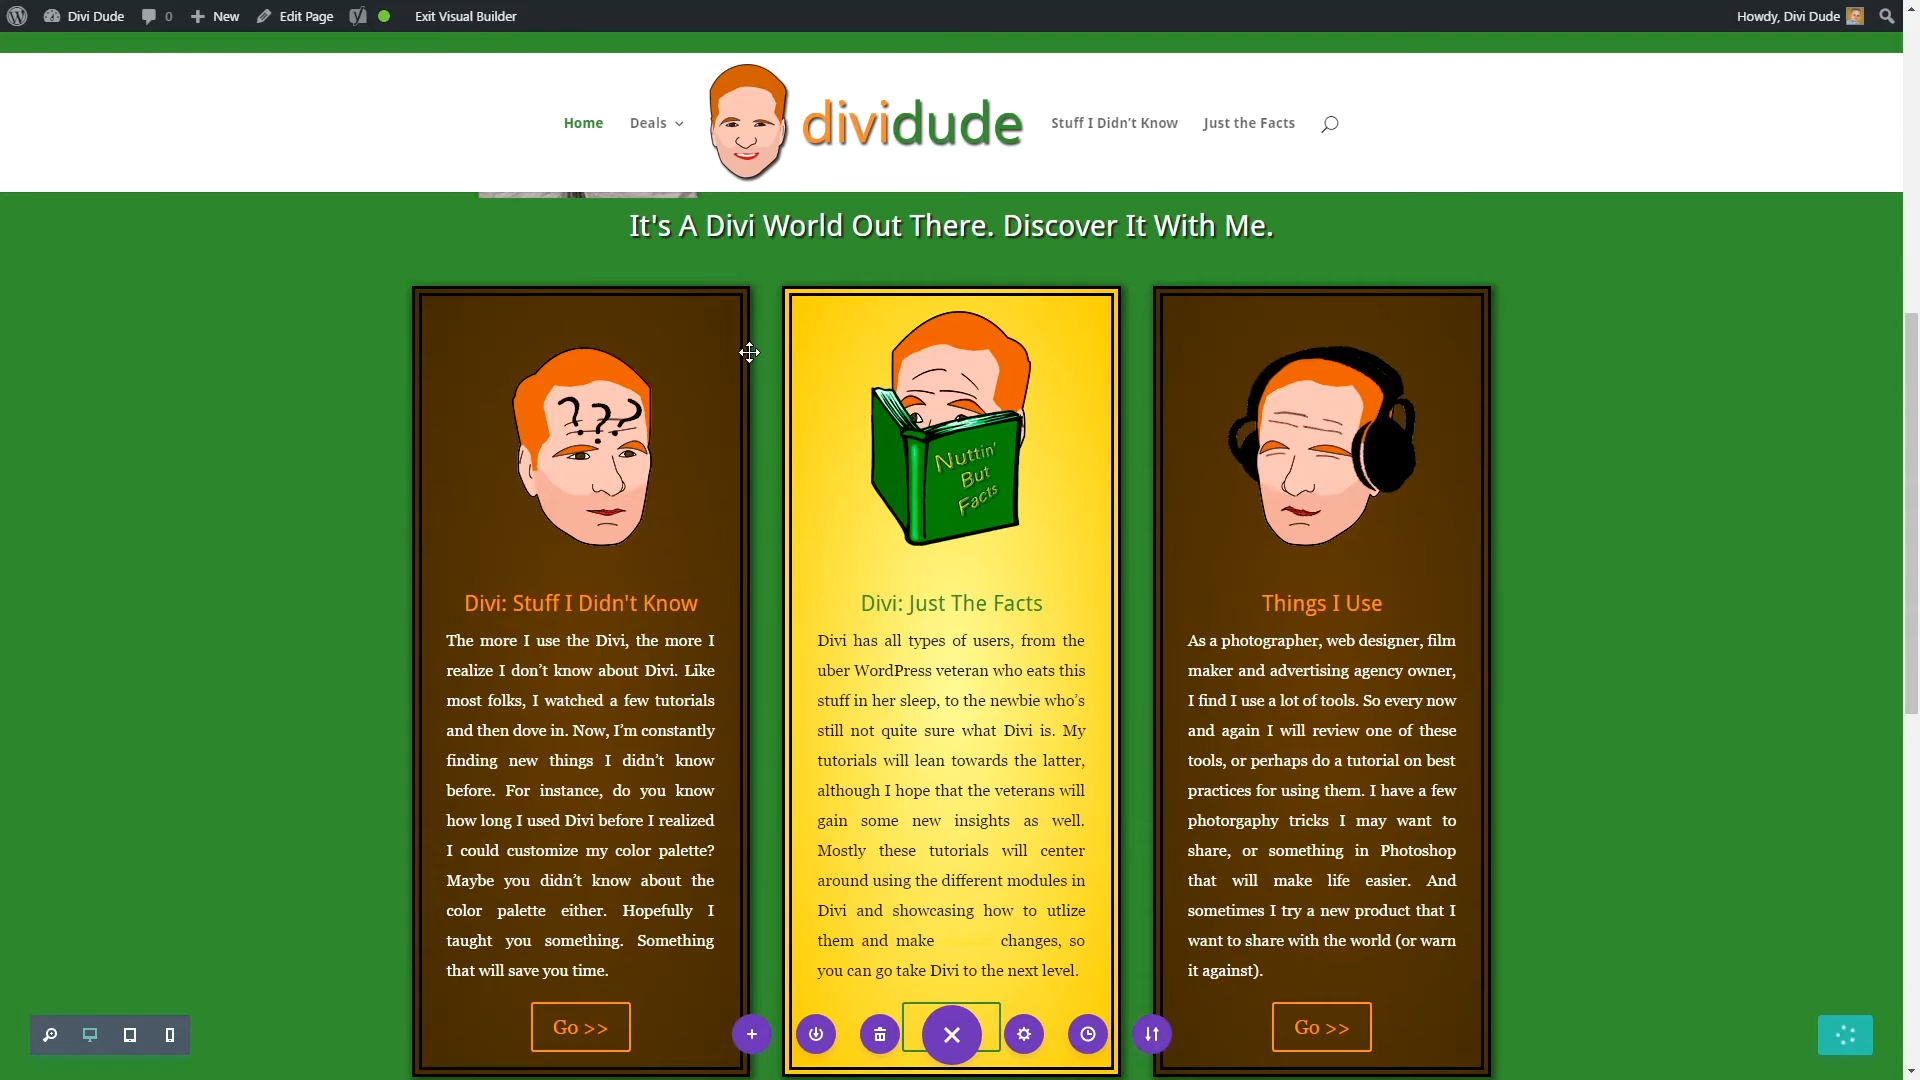 Divi Dude 0 New Edit Page Exit Visual Builder Howdy, Divi Dude
Home Deals dividude Stuff I Didn't Know Just the Facts
It's A Divi World Out There. Discover It With Me.
???
Nuttin'
But
Facts
Divi: Stuff I Didn't Know
The more I use the Divi, the more I
realize I don’t know about Divi. Like
most folks, I watched a few tutorials
and then dove in. Now, I’m constantly
finding new things I didn’t know
before. For instance, do you know
how long I used Divi before I realized
I could customize my color palette?
Maybe you didn’t know about the
color palette either. Hopefully I
taught you something. Something
that will save you time.
Go >>
Divi: Just The Facts
Divi has all types of users, from the
uber WordPress veteran who eats this
stuff in her sleep, to the newbie who’s
still not quite sure what Divi is. My
tutorials will lean towards the latter,
although I hope that the veterans will
gain some new insights as well.
Mostly these tutorials will center
around using the different modules in
Divi and showcasing how to utlize
them and make changes, so
you can go take Divi to the next level.
Things I Use
As a photographer, web designer, film
maker and advertising agency owner,
I find I use a lot of tools. So every now
and again I will review one of these
tools, or perhaps do a tutorial on best
practices for using them. I have a few
photorgaphy tricks I may want to
share, or something in Photoshop
that will make life easier. And
sometimes I try a new product that I
want to share with the world (or warn
it against).
Go >>